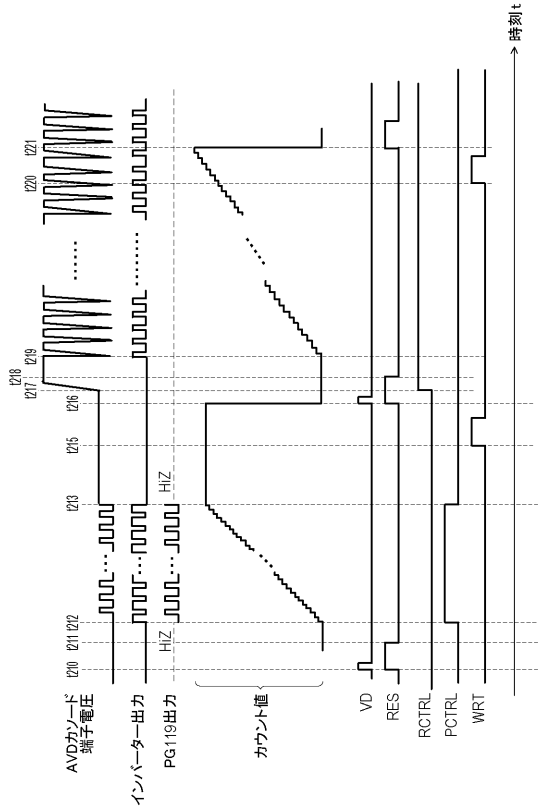 t210
t211
t212
t213
t215
t216
t217
t218
t219
t220
t221
AVDカソード
端子電圧
インバーター出力
PG119出力
HiZ
HiZ
カウント値
VD
RES
RCTRL
PCTRL
WRT
時刻t